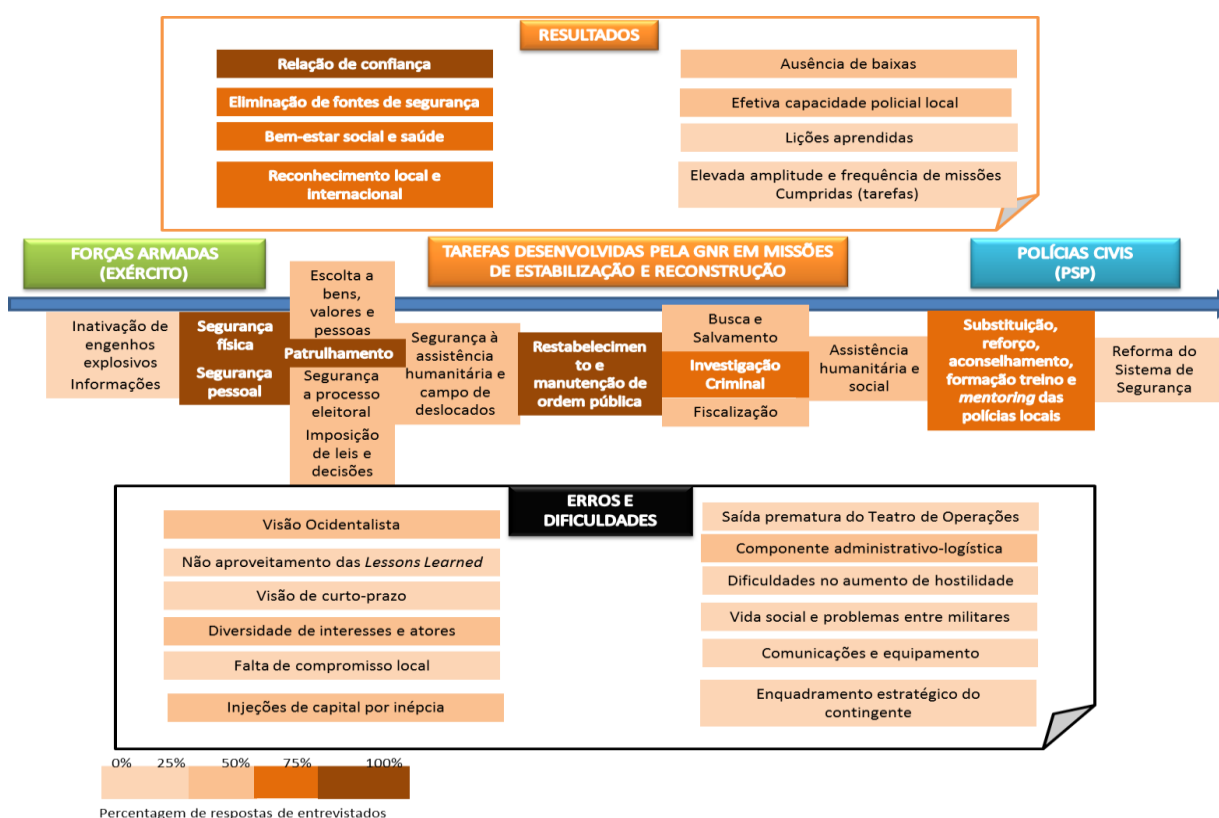 RESULTADOS
Relação de confiança
Eliminação de fontes de segurança
Bem-estar social e saúde
Reconhecimento local e
internacional
Ausência de baixas
Efetiva capacidade policial local
Lições aprendidas
Elevada amplitude e frequência de missões
Cumpridas (tarefas)
FORÇAS ARMADAS
(EXÉRCITO)
TAREFAS DESENVOLVIDAS PELA GNR EM MISSÕES
DE ESTABILIZAÇÃO E RECONSTRUÇÃO
POLÍCIAS CIVIS
(PSP)
Inativação de
engenhos
explosivos
Informações
Segurança
física
Segurança
pessoal
Escolta a
bens,
valores e
pessoas
Patrulhamento
Segurança
a processo
eleitoral
Imposição
de leis e
decisões
Segurança à
assistência
humanitária e
campo de
deslocados
Restabelecimen
to e
manutenção de
ordem pública
Busca e
Salvamento
Investigação
Criminal
Fiscalização
Assistência
humanitária e
social
Substituição,
reforço,
aconselhamento,
formação treino e
mentoring das
polícias locais
Reforma do
Sistema de
Segurança
ERROS E
DIFICULDADES
Visão Ocidentalista
Não aproveitamento das Lessons Learned
Visão de curto-prazo
Diversidade de interesses e atores
Falta de compromisso local
Injeções de capital por inépcia
Saída prematura do Teatro de Operações
Componente administrativo-logística
Dificuldades no aumento de hostilidade
Vida social e problemas entre militares
Comunicações e equipamento
Enquadramento estratégico do
contingente
0% 25% 50% 75% 100%
Percentagem de respostas de entrevistados